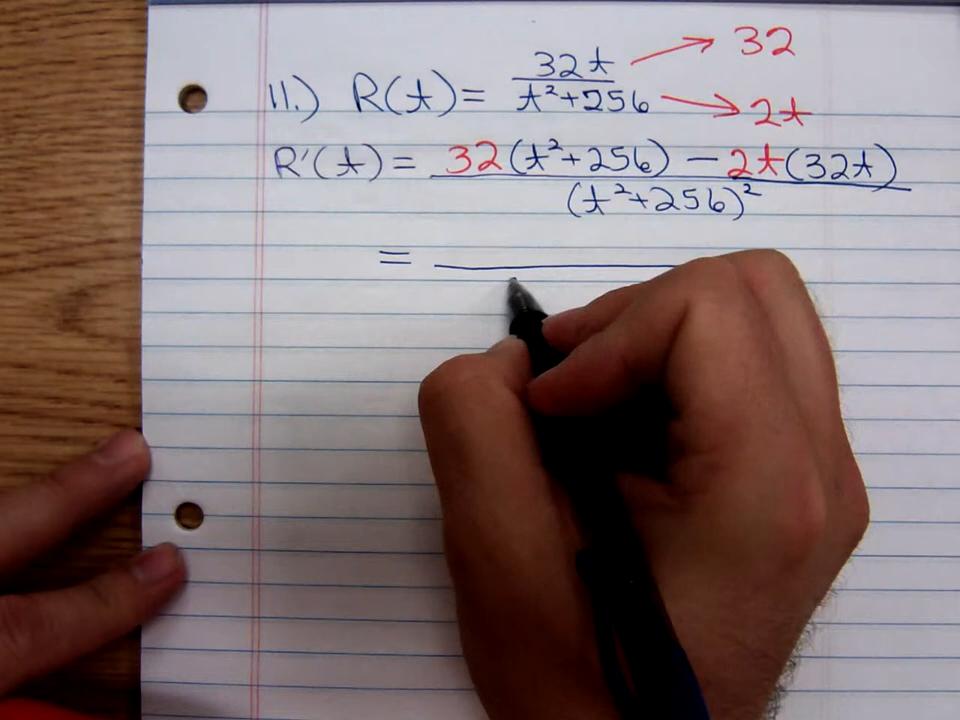 11.) R(t) = 32t / t²+256 → 32 → 2t
R'(t) = 32(t²+256) − 2t(32t) / (t²+256)²
=